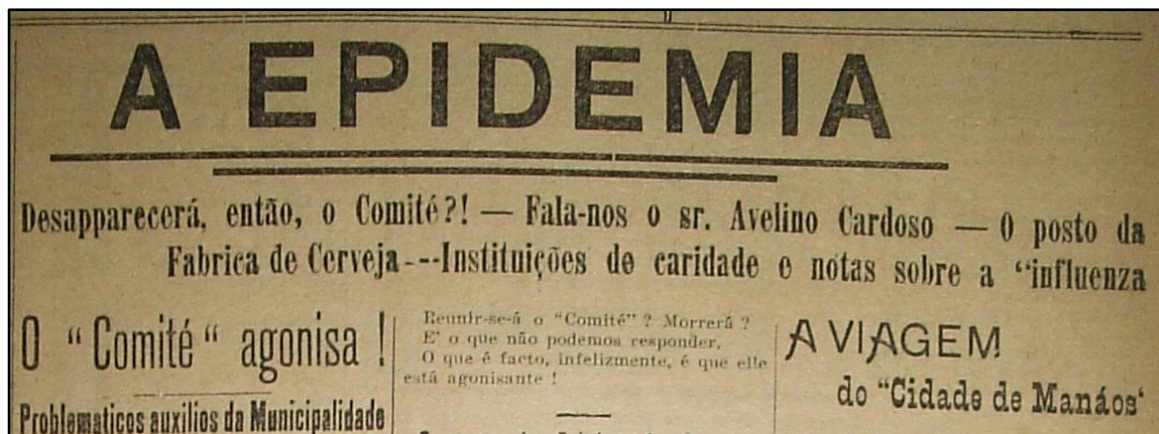 A EPIDEMIA
Desapparecerá, então, o Comité?! — Fala-nos o sr. Avelino Cardoso — O posto da
Fabrica de Cerveja---Instituições de caridade e notas sobre a "influenza
O "Comité" agonisa !
Problematicos auxilios da Municipalidade
Reunir-se-á o "Comité" ? Morrerá ?
E' o que não podemos responder,
O que é facto, infelizmente, é que elle
está agonisante !
A VIAGEM
do "Cidade de Manáos'